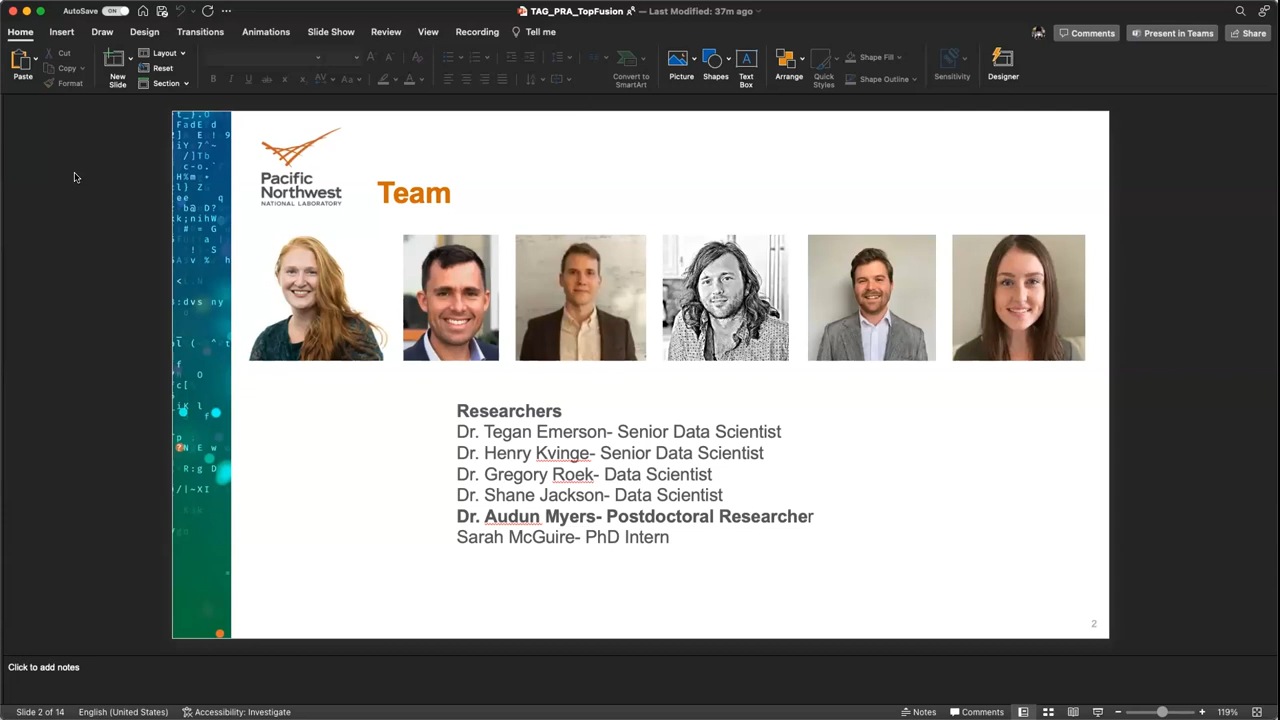 AutoSave ON
TAG_PRA_TopFusion — Last Modified: 37m ago
Home Insert Draw Design Transitions Animations Slide Show Review View Recording Tell me
Comments Present in Teams Share
Paste
Cut
Copy
Format
New Slide
Layout
Reset
Section
Convert to SmartArt
Picture
Shapes
Text Box
Arrange
Quick Styles
Shape Fill
Shape Outline
Sensitivity
Designer
Pacific
Northwest
NATIONAL LABORATORY
Team
Researchers
Dr. Tegan Emerson- Senior Data Scientist
Dr. Henry Kvinge- Senior Data Scientist
Dr. Gregory Roek- Data Scientist
Dr. Shane Jackson- Data Scientist
Dr. Audun Myers- Postdoctoral Researcher
Sarah McGuire- PhD Intern
2
Click to add notes
Slide 2 of 14 English (United States) Accessibility: Investigate Notes Comments 119%